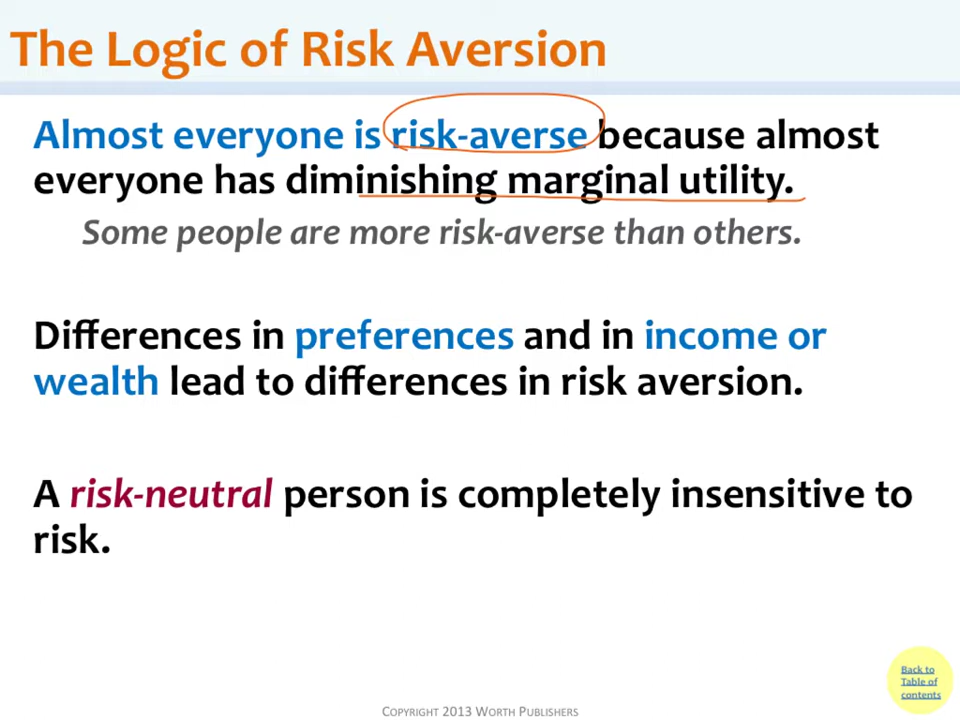 The Logic of Risk Aversion
Almost everyone is risk-averse because almost
everyone has diminishing marginal utility.
Some people are more risk-averse than others.
Differences in preferences and in income or
wealth lead to differences in risk aversion.
A risk-neutral person is completely insensitive to
risk.
Back to
Table of
contents
Copyright 2013 Worth Publishers